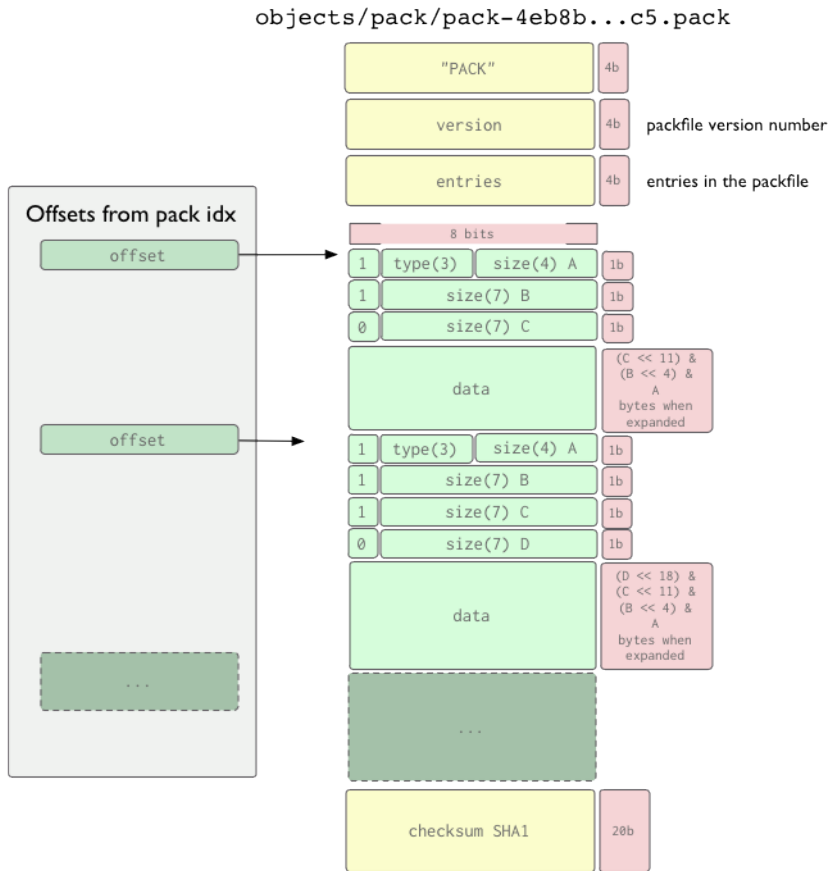 objects/pack/pack-4eb8b...c5.pack
"PACK" 4b
version 4b packfile version number
entries 4b entries in the packfile
Offsets from pack idx
8 bits
offset
1 type(3) size(4) A 1b
1 size(7) B 1b
0 size(7) C 1b
data
(C << 11) &
(B << 4) &
A
bytes when
expanded
offset
1 type(3) size(4) A 1b
1 size(7) B 1b
1 size(7) C 1b
0 size(7) D 1b
data
(D << 18) &
(C << 11) &
(B << 4) &
A
bytes when
expanded
...
...
checksum SHA1 20b